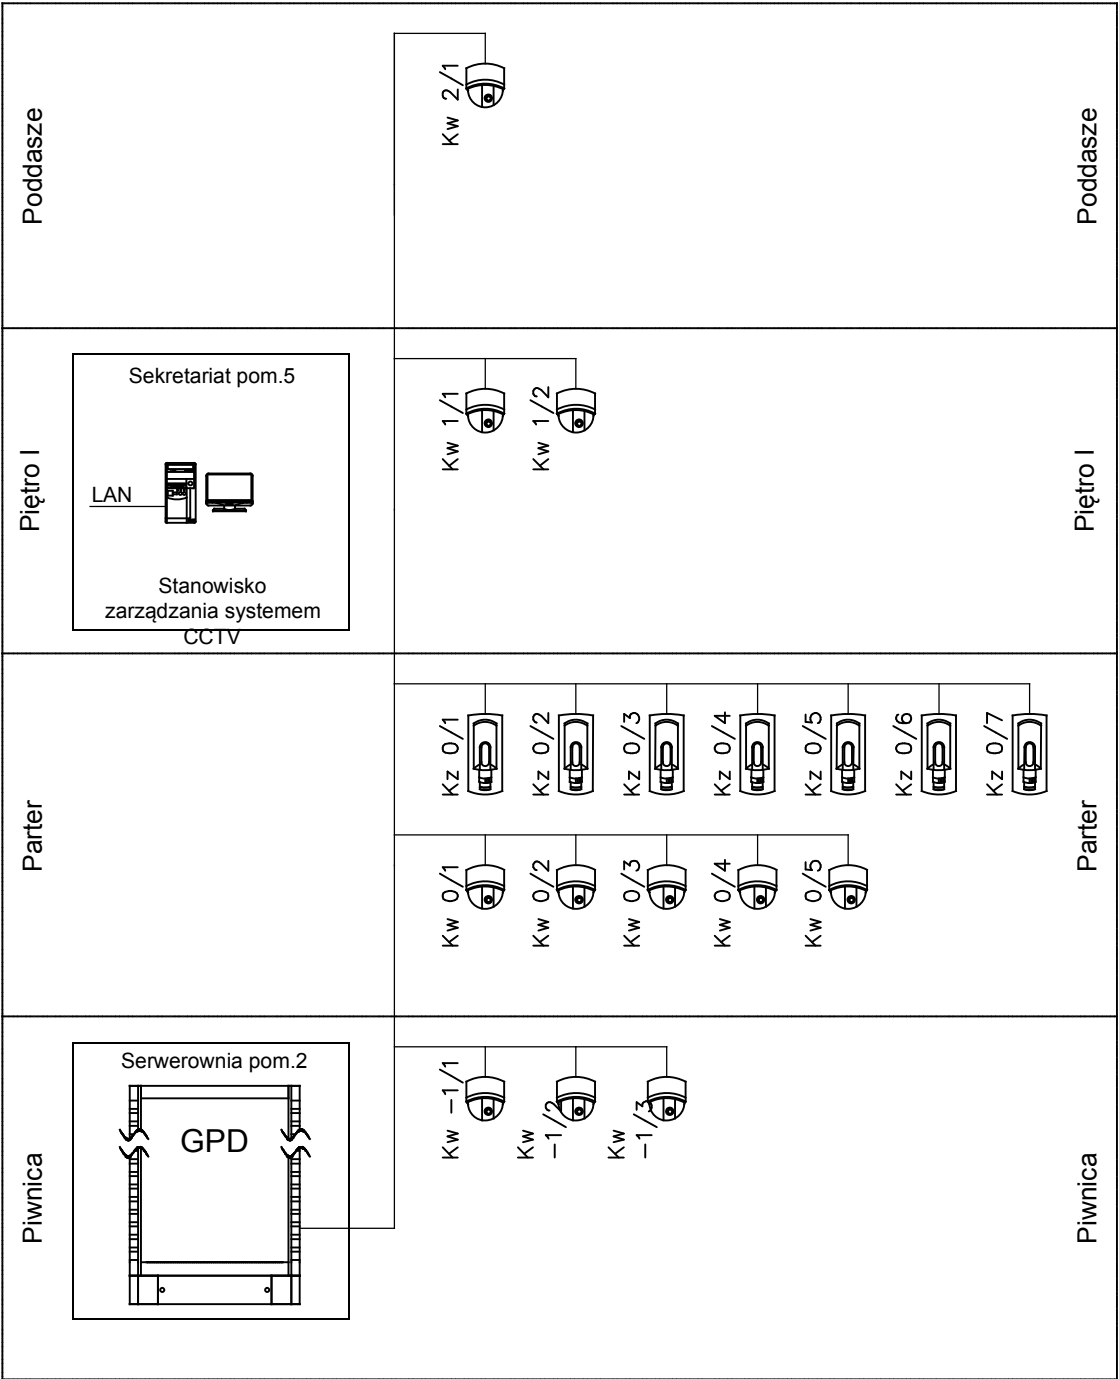 Poddasze
Kw 2/1
Poddasze
Piętro I
Sekretariat pom.5
LAN
Stanowisko
zarządzania systemem
CCTV
Kw 1/1
Kw 1/2
Piętro I
Parter
Kz 0/1
Kz 0/2
Kz 0/3
Kz 0/4
Kz 0/5
Kz 0/6
Kz 0/7
Kw 0/1
Kw 0/2
Kw 0/3
Kw 0/4
Kw 0/5
Parter
Piwnica
Serwerownia pom.2
GPD
Kw -1/1
Kw
-1/2
Kw
-1/3
Piwnica